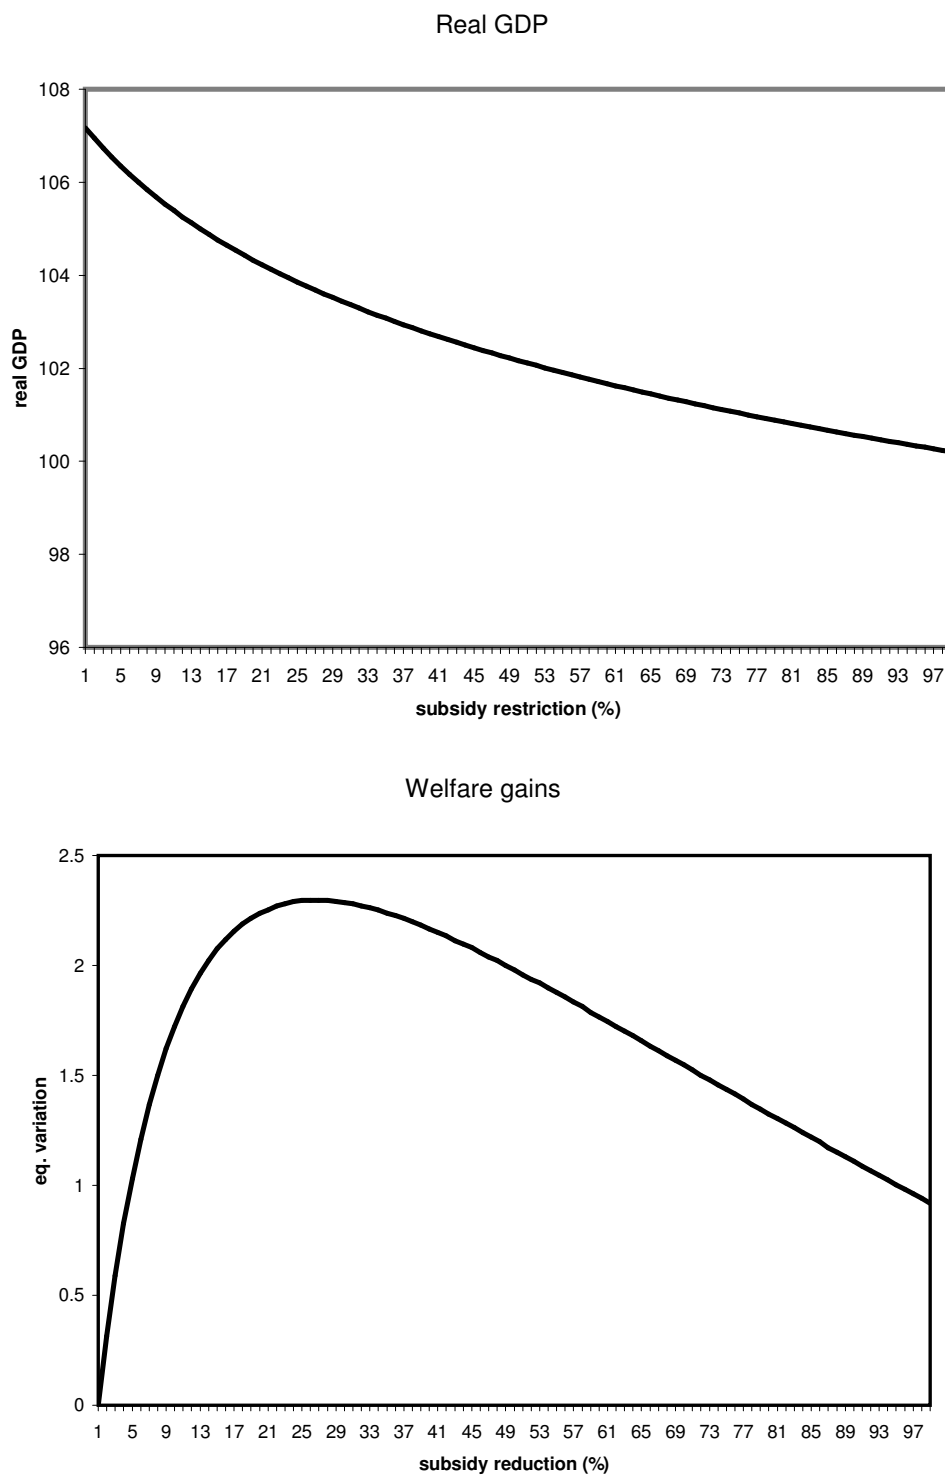 Real GDP
108
106
104
102
100
98
96
real GDP
1 5 9 13 17 21 25 29 33 37 41 45 49 53 57 61 65 69 73 77 81 85 89 93 97
subsidy restriction (%)
Welfare gains
2.5
2
1.5
1
0.5
0
eq. variation
1 5 9 13 17 21 25 29 33 37 41 45 49 53 57 61 65 69 73 77 81 85 89 93 97
subsidy reduction (%)